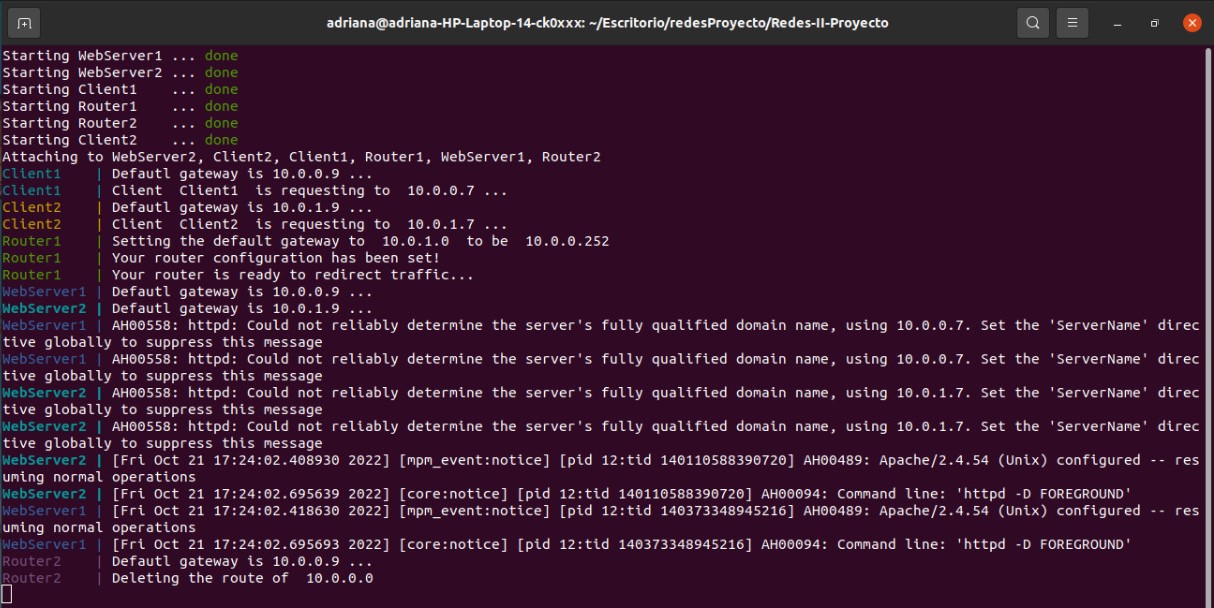 adriana@adriana-HP-Laptop-14-ck0xxx: ~/Escritorio/redesProyecto/Redes-II-Proyecto
Starting WebServer1 ... done
Starting WebServer2 ... done
Starting Client1    ... done
Starting Router1    ... done
Starting Router2    ... done
Starting Client2    ... done
Attaching to WebServer2, Client2, Client1, Router1, WebServer1, Router2
Client1    | Defautl gateway is 10.0.0.9 ...
Client1    | Client  Client1  is requesting to  10.0.0.7 ...
Client2    | Defautl gateway is 10.0.1.9 ...
Client2    | Client  Client2  is requesting to  10.0.1.7 ...
Router1    | Setting the default gateway to  10.0.1.0  to be  10.0.0.252
Router1    | Your router configuration has been set!
Router1    | Your router is ready to redirect traffic...
WebServer1 | Defautl gateway is 10.0.0.9 ...
WebServer2 | Defautl gateway is 10.0.1.9 ...
WebServer1 | AH00558: httpd: Could not reliably determine the server's fully qualified domain name, using 10.0.0.7. Set the 'ServerName' direc
tive globally to suppress this message
WebServer1 | AH00558: httpd: Could not reliably determine the server's fully qualified domain name, using 10.0.0.7. Set the 'ServerName' direc
tive globally to suppress this message
WebServer2 | AH00558: httpd: Could not reliably determine the server's fully qualified domain name, using 10.0.1.7. Set the 'ServerName' direc
tive globally to suppress this message
WebServer2 | AH00558: httpd: Could not reliably determine the server's fully qualified domain name, using 10.0.1.7. Set the 'ServerName' direc
tive globally to suppress this message
WebServer2 | [Fri Oct 21 17:24:02.408930 2022] [mpm_event:notice] [pid 12:tid 140110588390720] AH00489: Apache/2.4.54 (Unix) configured -- res
uming normal operations
WebServer2 | [Fri Oct 21 17:24:02.695639 2022] [core:notice] [pid 12:tid 140110588390720] AH00094: Command line: 'httpd -D FOREGROUND'
WebServer1 | [Fri Oct 21 17:24:02.418630 2022] [mpm_event:notice] [pid 12:tid 140373348945216] AH00489: Apache/2.4.54 (Unix) configured -- res
uming normal operations
WebServer1 | [Fri Oct 21 17:24:02.695693 2022] [core:notice] [pid 12:tid 140373348945216] AH00094: Command line: 'httpd -D FOREGROUND'
Router2    | Defautl gateway is 10.0.0.9 ...
Router2    | Deleting the route of  10.0.0.0